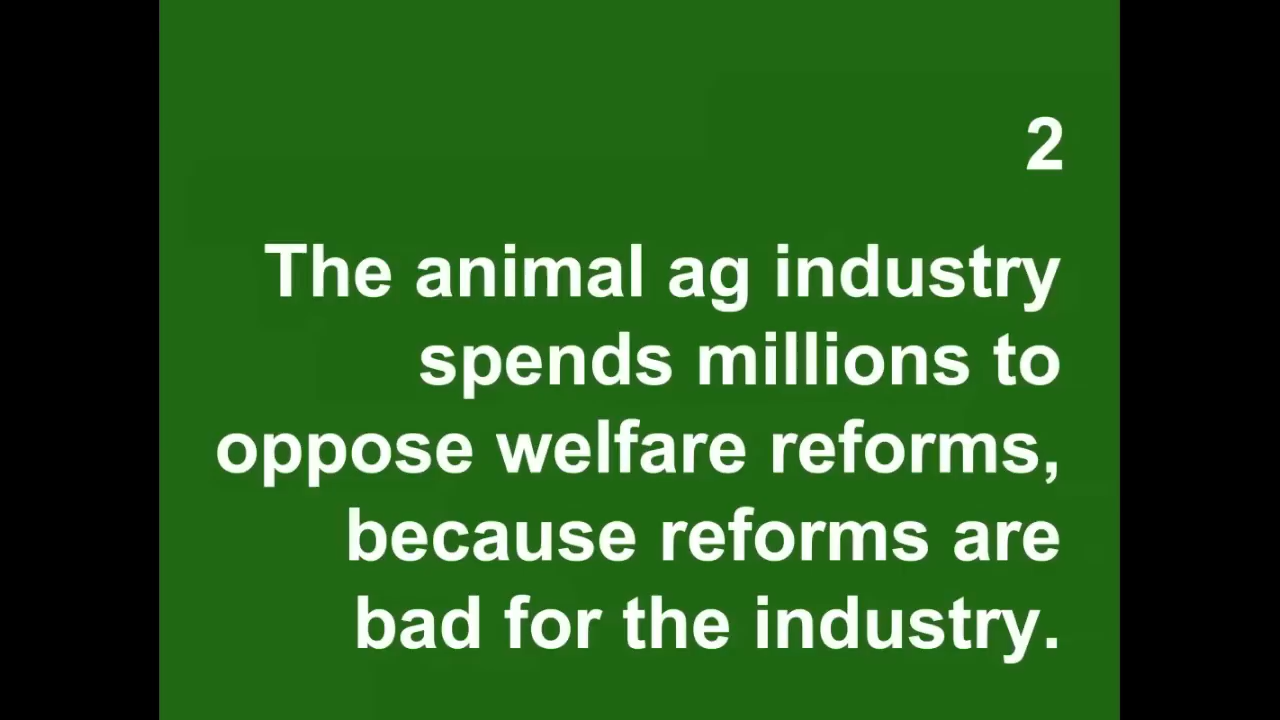 2
The animal ag industry
spends millions to
oppose welfare reforms,
because reforms are
bad for the industry.